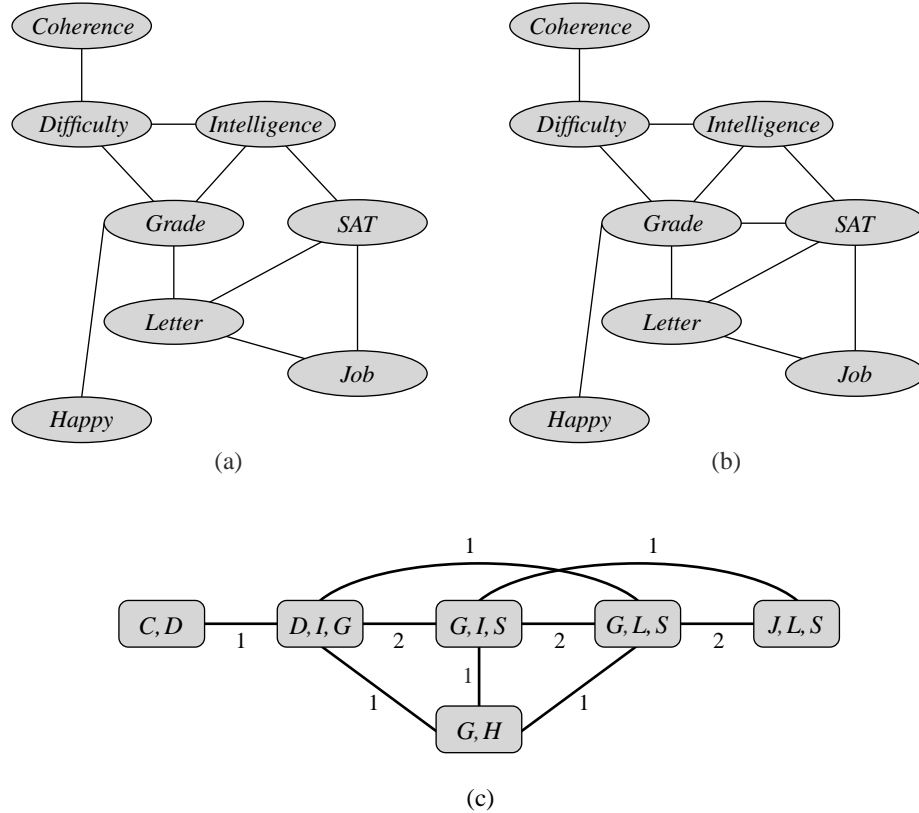 Coherence
Difficulty Intelligence
Grade SAT
Letter
Job
Happy
(a)
Coherence
Difficulty Intelligence
Grade SAT
Letter
Job
Happy
(b)
1 1
C, D D, I, G G, I, S G, L, S J, L, S
1 2 2 2
1 1 1
G, H
(c)